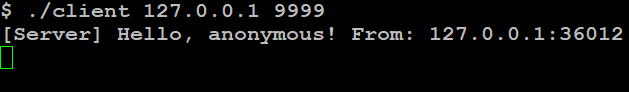 $ ./client 127.0.0.1 9999
[Server] Hello, anonymous! From: 127.0.0.1:36012